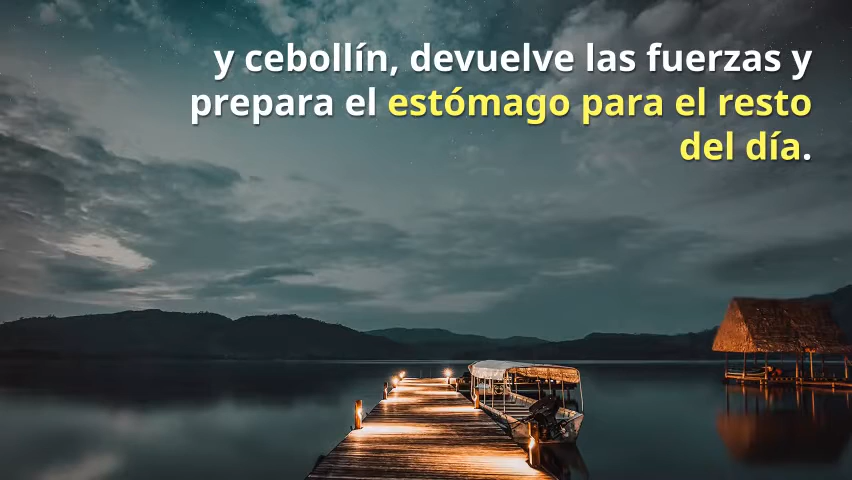 y cebollín, devuelve las fuerzas y
prepara el estómago para el resto
del día.